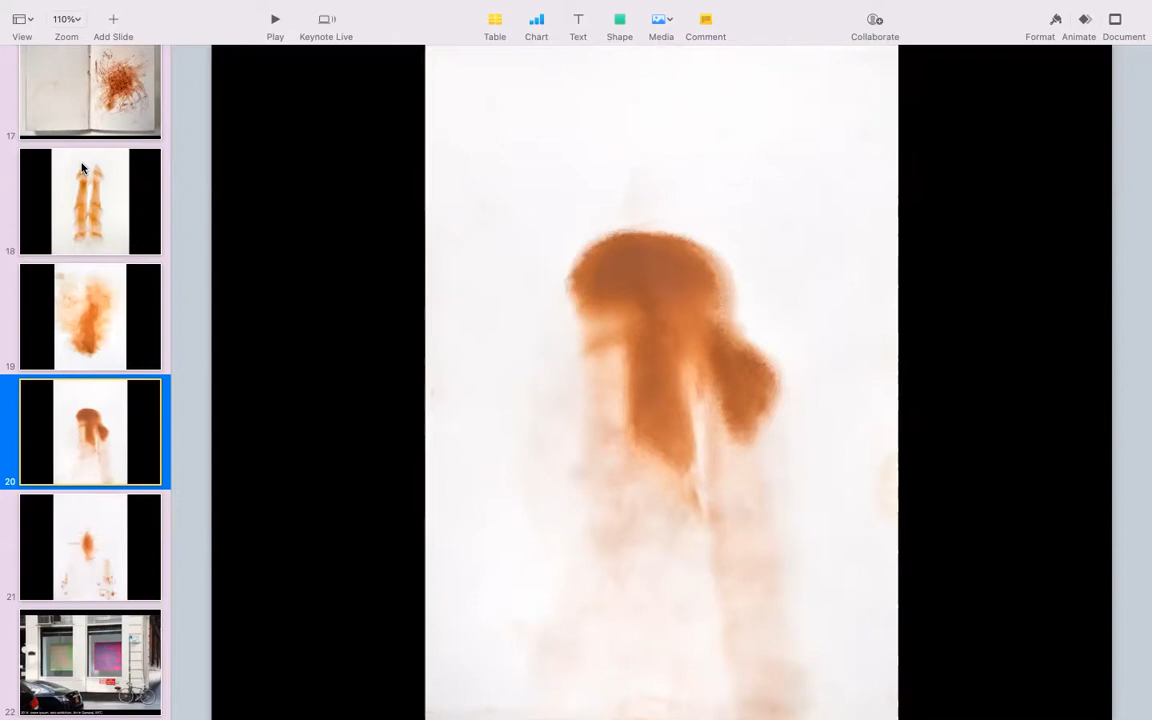 110%
View
Zoom
Add Slide
Play
Keynote Live
Table
Chart
Text
Shape
Media
Comment
Collaborate
Format
Animate
Document
17
18
19
20
21
22